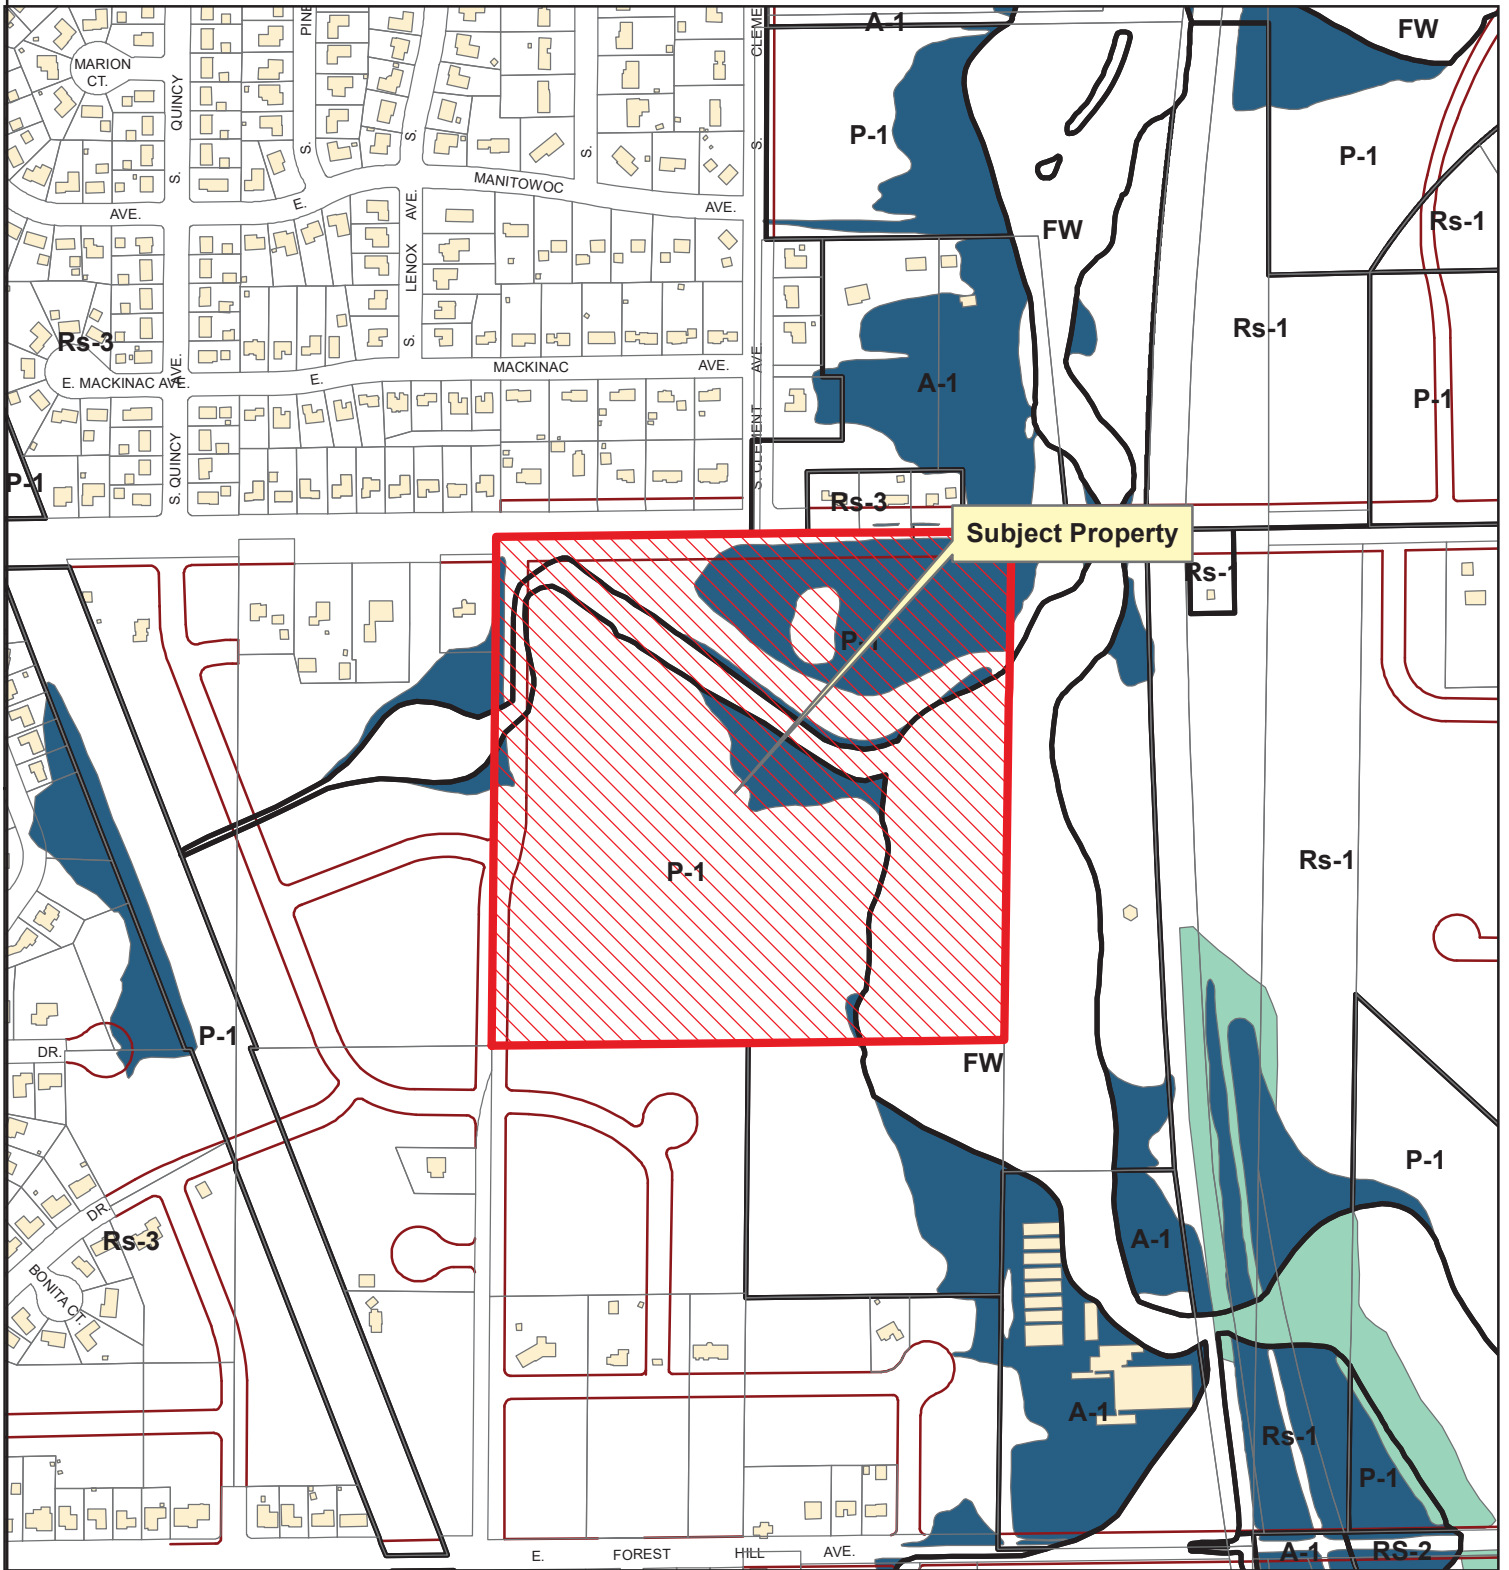 PINE
S. CLEME
A-1
FW
MARION
CT.
S. QUINCY
S.
S.
S.
P-1
P-1
MANITOWOC
AVE.
E.
AVE.
Rs-1
FW
S. LENOX AVE.
Rs-3
Rs-1
E. MACKINAC AVE.
AVE.
E.
MACKINAC
AVE.
S. CLEMENT AVE.
A-1
P-1
S. QUINCY
P-1
Rs-3
Subject Property
Rs-1
P-1
P-1
Rs-1
P-1
DR.
FW
P-1
DR.
Rs-3
A-1
BONITA CT.
A-1
Rs-1
P-1
E.
FOREST
HILL
AVE.
A-1
RS-2